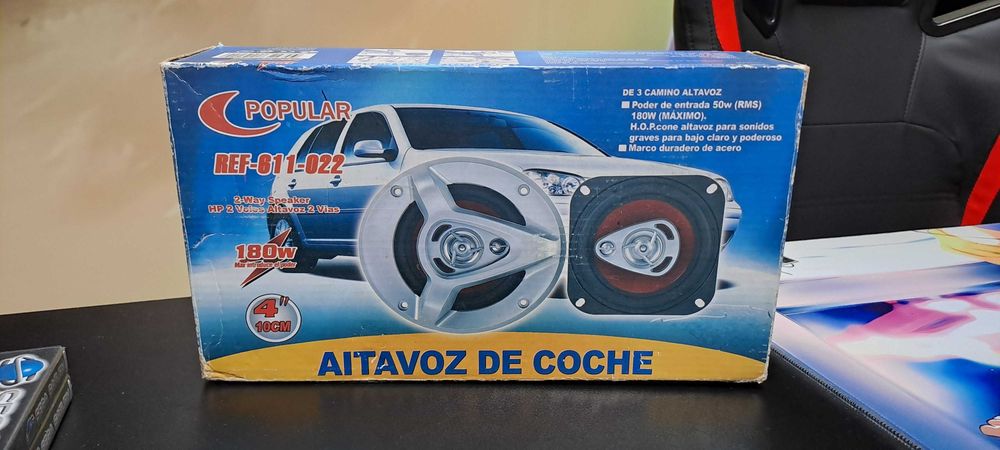 POPULAR
REF-611-022
2-Way Speaker
HP 2 Voies Altavoz 2 Vias
180w
4"
10CM
DE 3 CAMINO ALTAVOZ
Poder de entrada 50w (RMS)
180W (MÁXIMO).
H.O.P.cone altavoz para sonidos
graves para bajo claro y poderoso
Marco duradero de acero
AITAVOZ DE COCHE